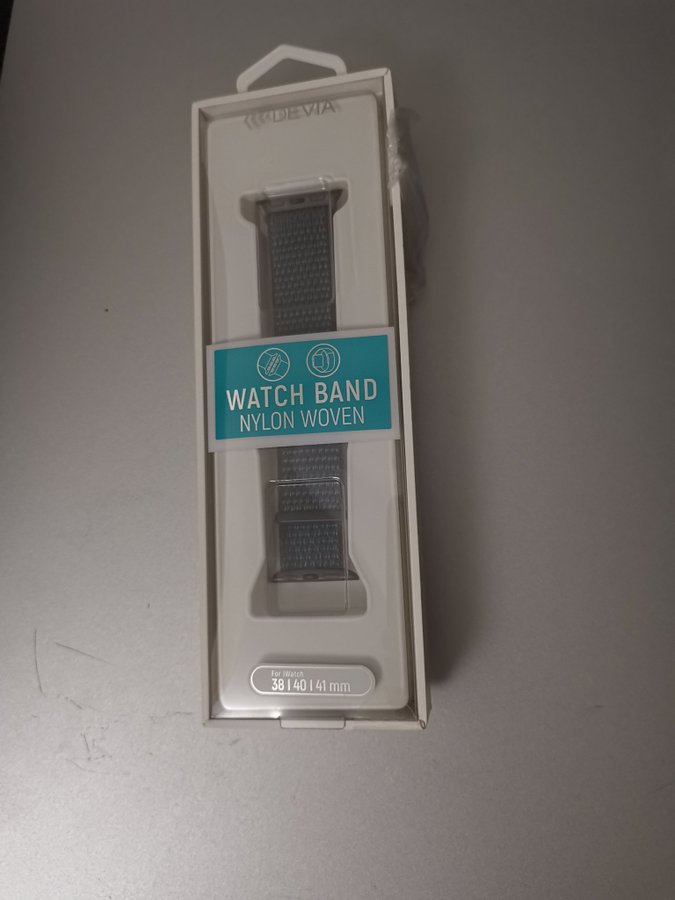 DEVIA
WATCH BAND
NYLON WOVEN
For iWatch:
38 | 40 | 41 mm